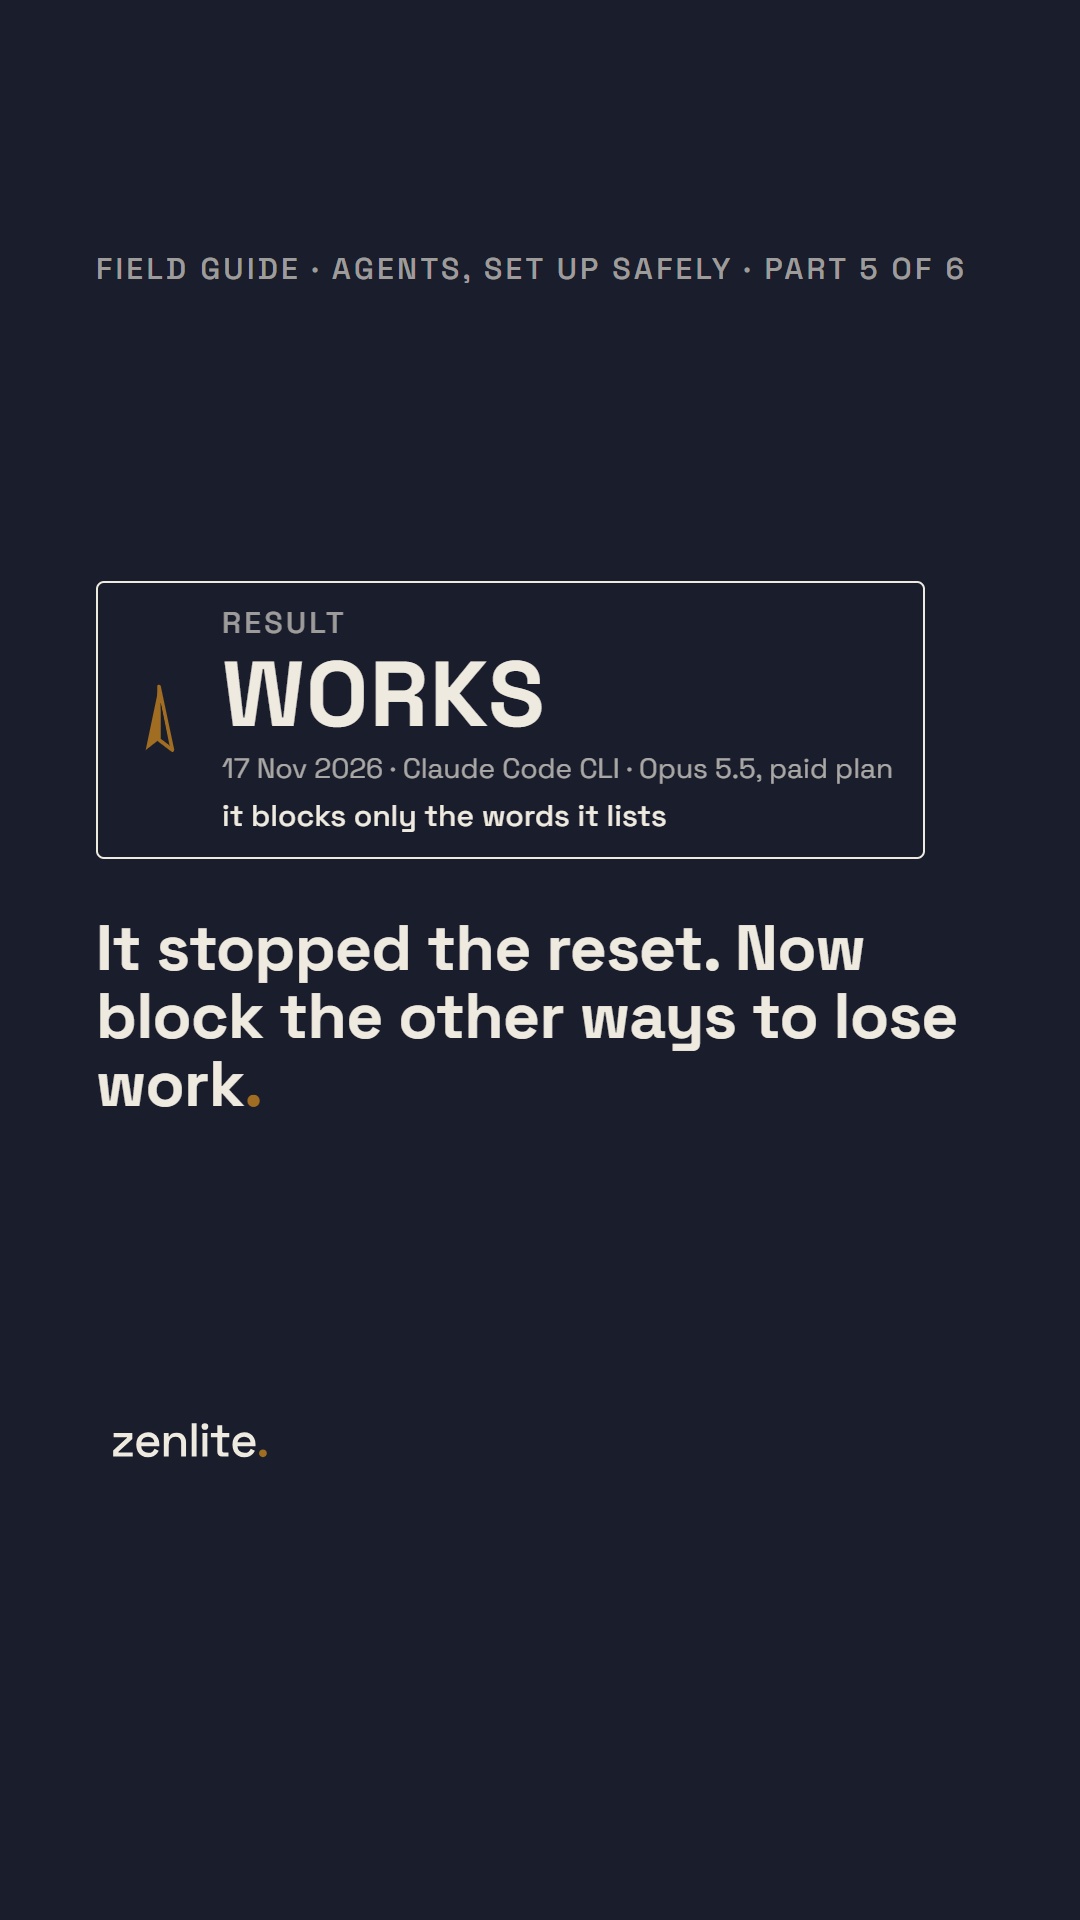 FIELD GUIDE · AGENTS, SET UP SAFELY · PART 5 OF 6
RESULT
WORKS
17 Nov 2026 · Claude Code CLI · Opus 5.5, paid plan
it blocks only the words it lists
It stopped the reset. Now
block the other ways to lose
work.
zenlite.